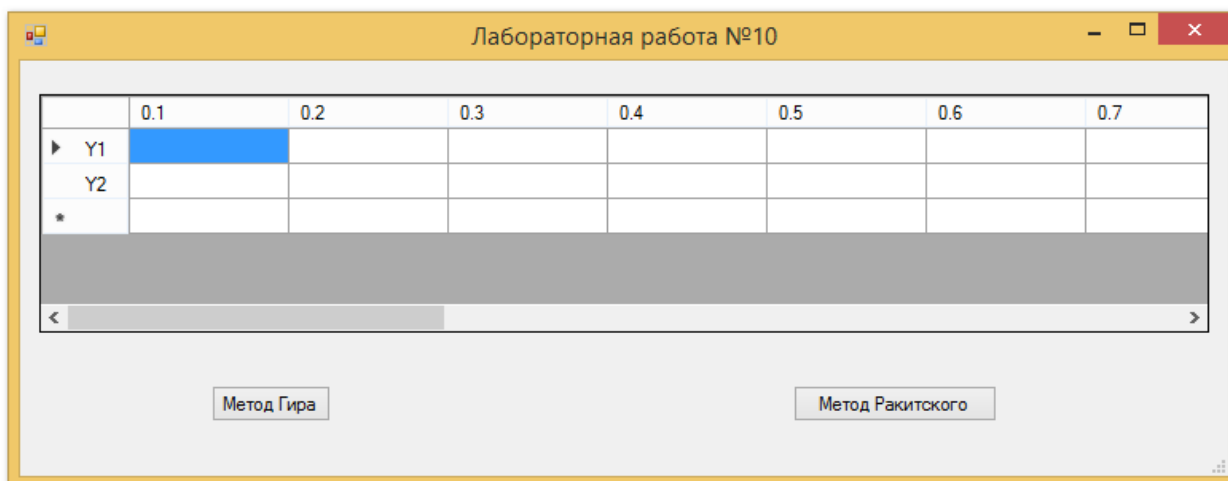 Лабораторная работа №10
0.1 0.2 0.3 0.4 0.5 0.6 0.7
Y1
Y2
*
Метод Гира Метод Ракитского